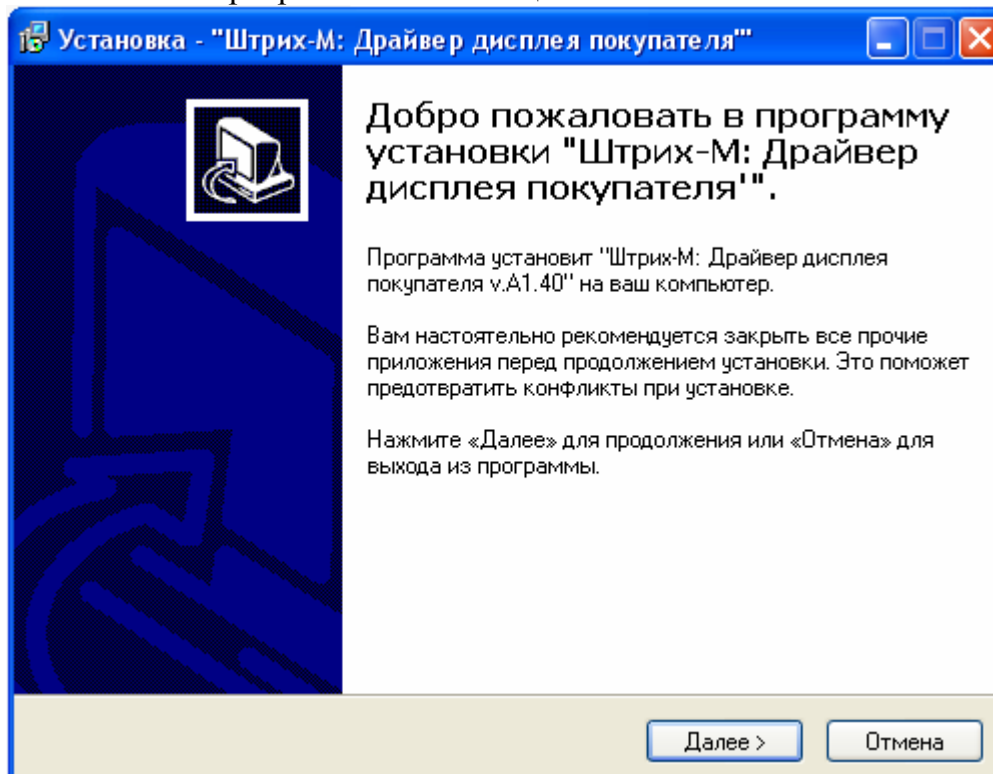 Установка - "Штрих-М: Драйвер дисплея покупателя'"
Добро пожаловать в программу
установки "Штрих-М: Драйвер
дисплея покупателя'".
Программа установит "Штрих-М: Драйвер дисплея
покупателя v.A1.40" на ваш компьютер.
Вам настоятельно рекомендуется закрыть все прочие
приложения перед продолжением установки. Это поможет
предотвратить конфликты при установке.
Нажмите «Далее» для продолжения или «Отмена» для
выхода из программы.
Далее >
Отмена